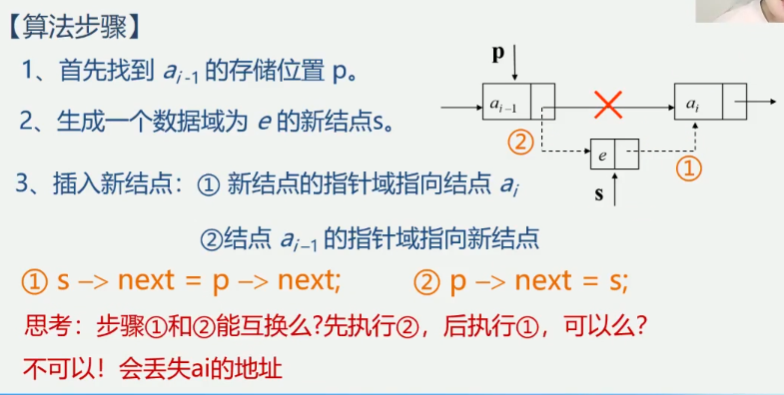 【算法步骤】
1、首先找到 aᵢ₋₁ 的存储位置 p。
2、生成一个数据域为 e 的新结点s。
3、插入新结点：① 新结点的指针域指向结点 aᵢ
②结点 aᵢ₋₁ 的指针域指向新结点
p
aᵢ₋₁
aᵢ
②
e
①
s
① s –> next = p –> next; ② p –> next = s;
思考：步骤①和②能互换么?先执行②，后执行①，可以么?
不可以！会丢失ai的地址